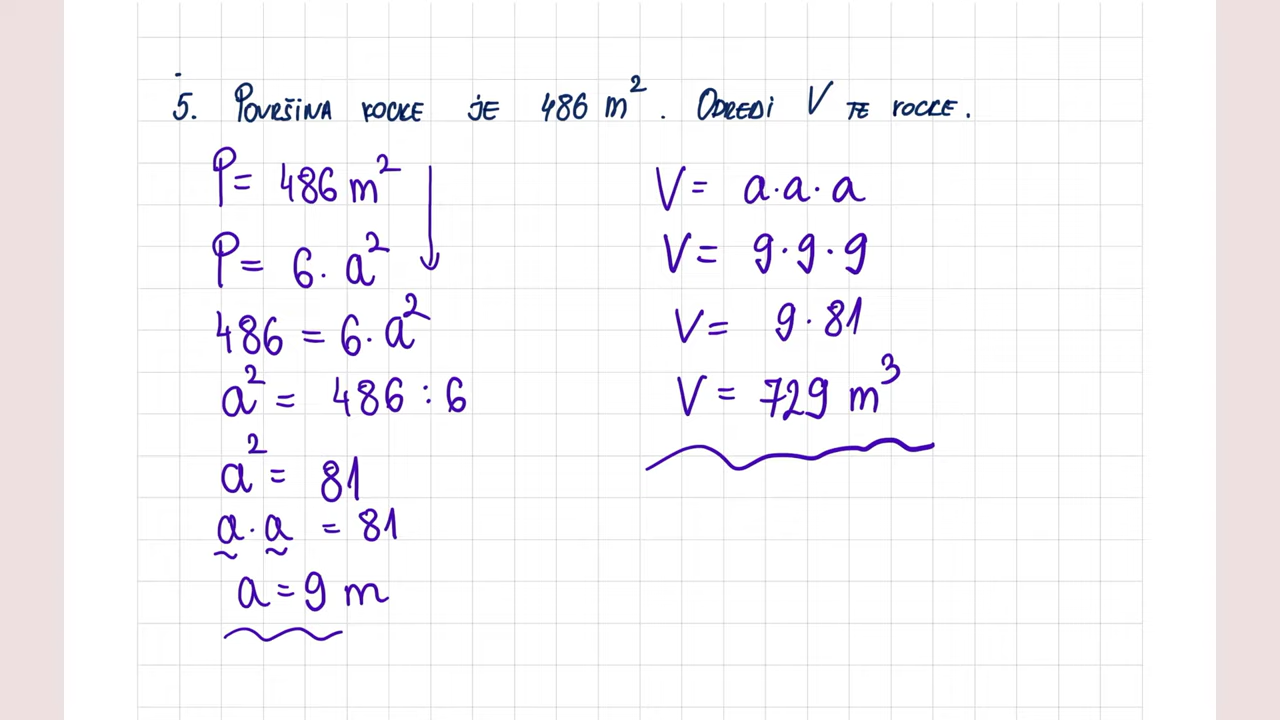 5. POVRŠINA KOCKE JE 486 m². ODREDI V TE KOCKE.
P = 486 m²
P = 6 · a²
486 = 6 · a²
a² = 486 : 6
a² = 81
a · a = 81
a = 9 m
V = a · a · a
V = 9 · 9 · 9
V = 9 · 81
V = 729 m³